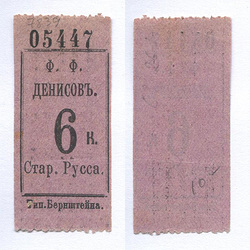 05447
Ф. Ф.
ДЕНИСОВЪ.
6 к.
Стар. Русса.
Тип. Бернштейна.